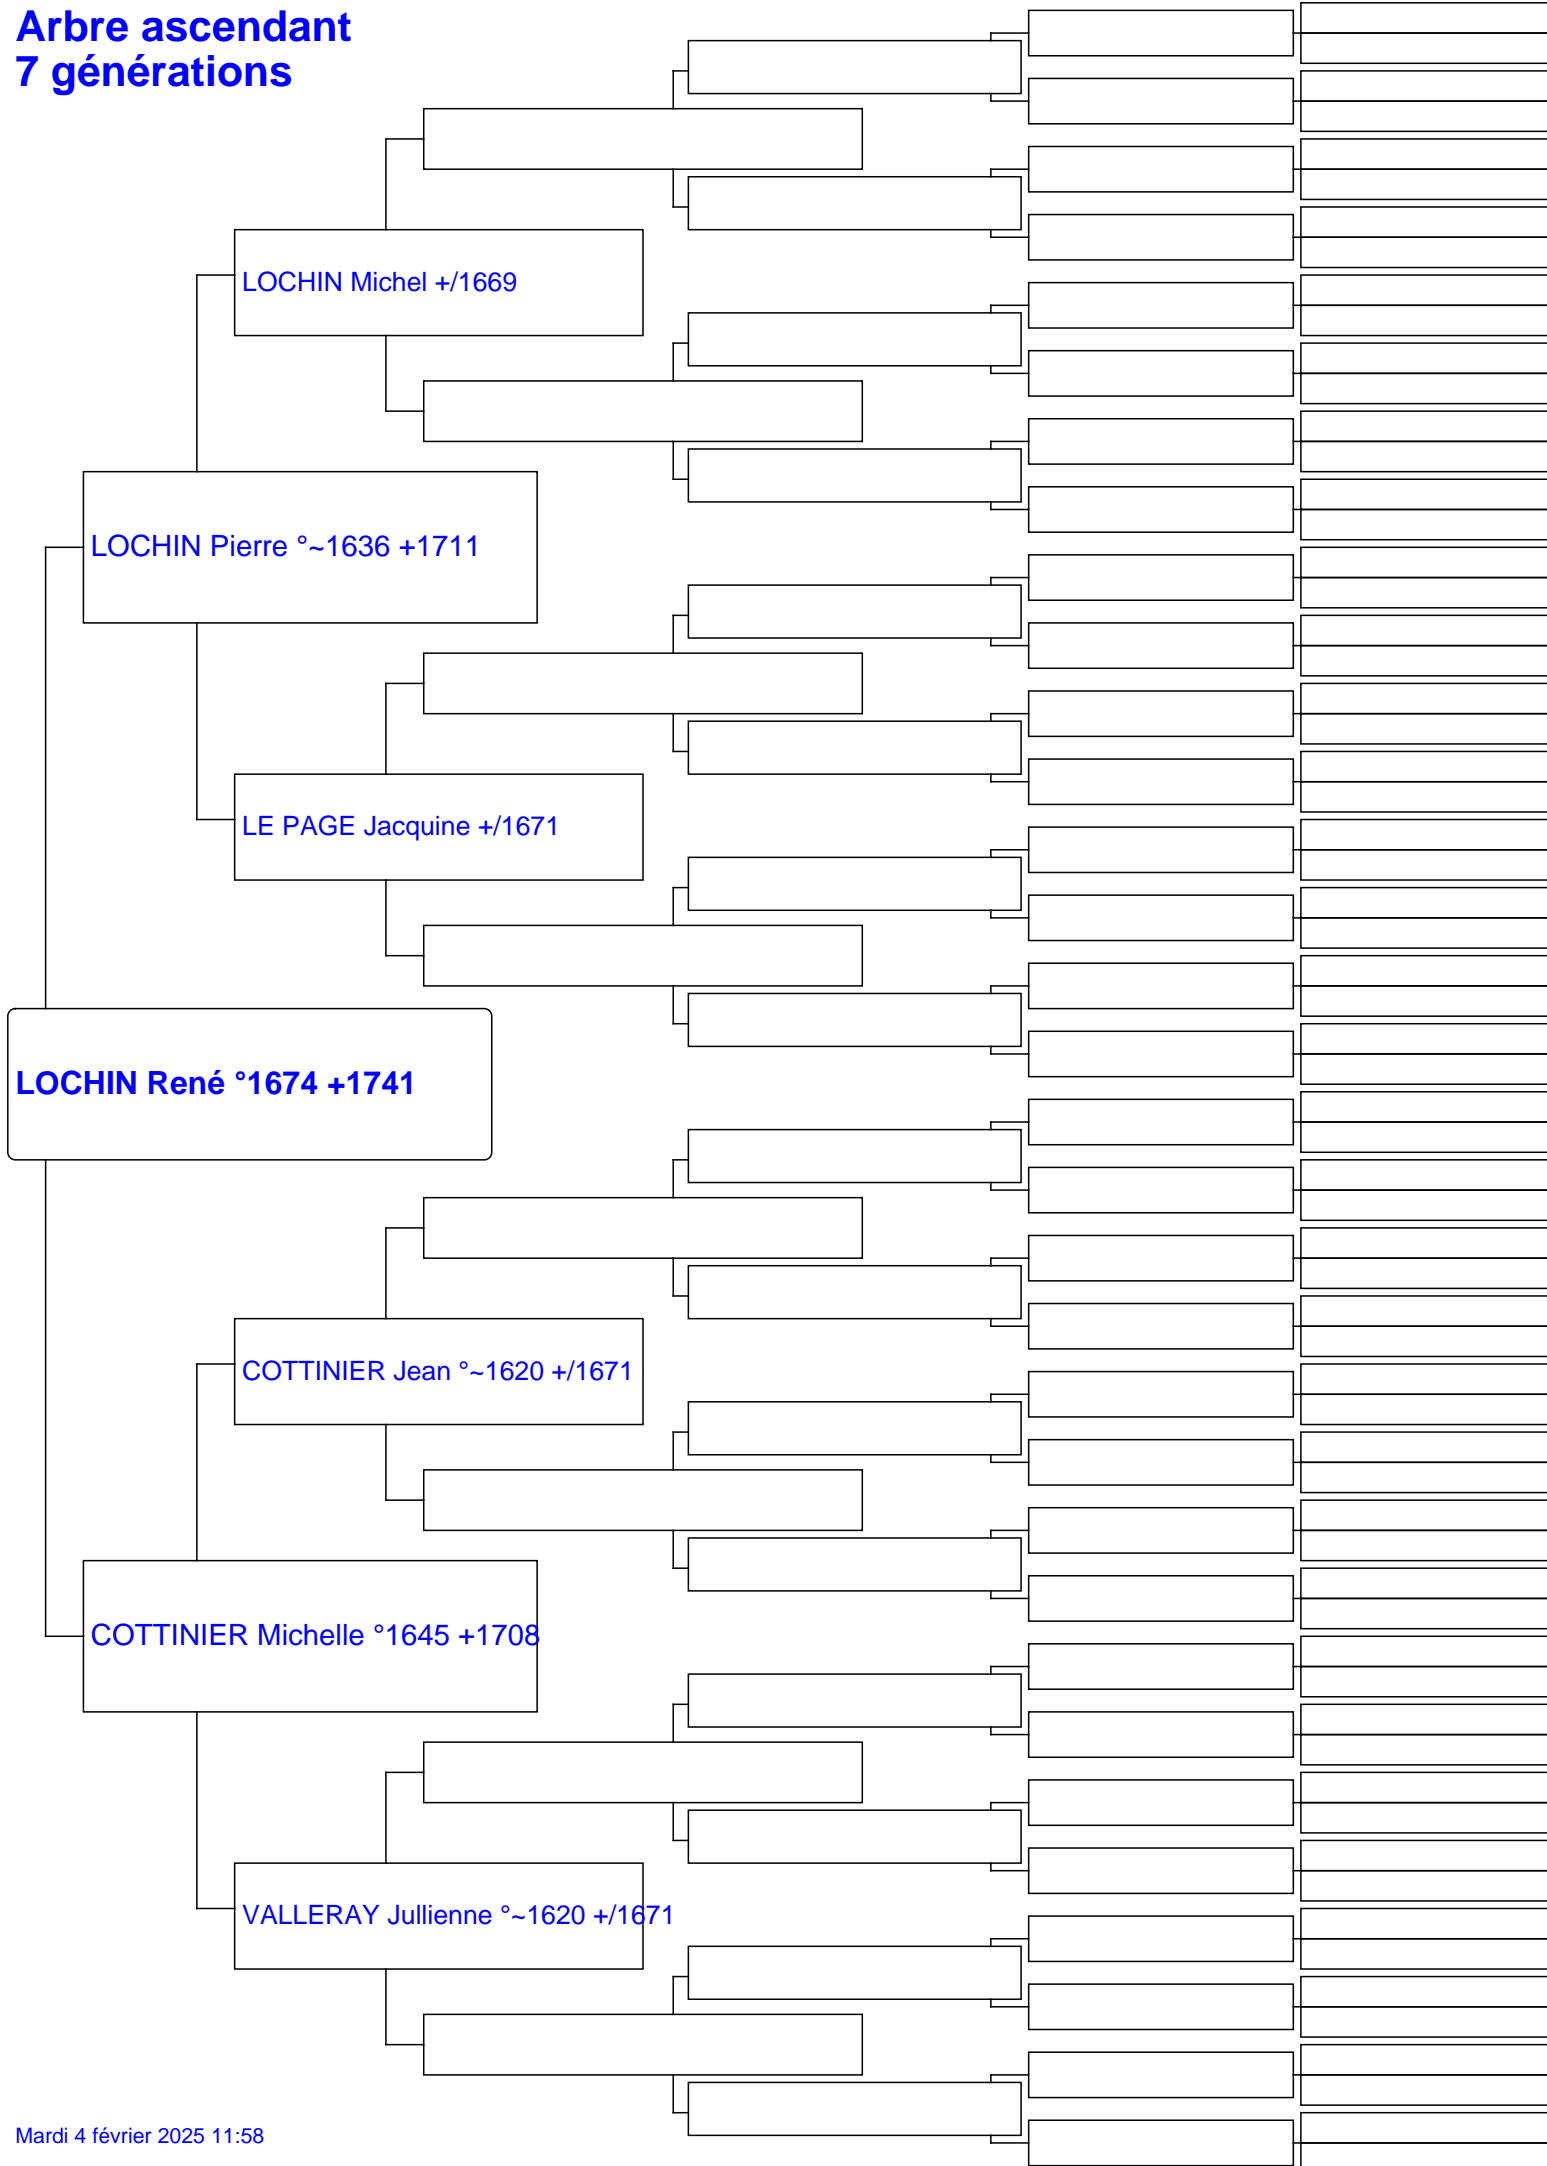 Arbre ascendant
7 générations
LOCHIN Michel +/1669
LOCHIN Pierre °~1636 +1711
LE PAGE Jacquine +/1671
LOCHIN René °1674 +1741
COTTINIER Jean °~1620 +/1671
COTTINIER Michelle °1645 +1708
VALLERAY Jullienne °~1620 +/1671
Mardi 4 février 2025 11:58